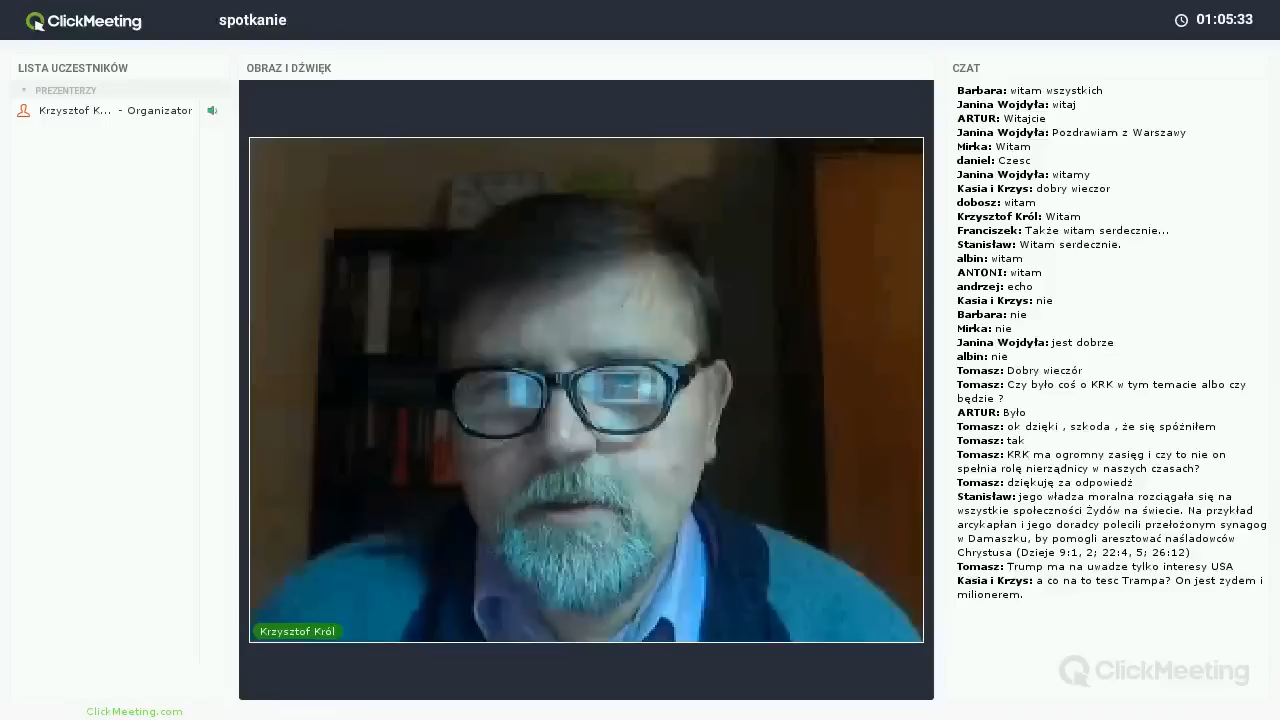 ClickMeeting
spotkanie
01:05:33
LISTA UCZESTNIKÓW
PREZENTERZY
Krzysztof K... - Organizator
ClickMeeting.com
OBRAZ I DŹWIĘK
Krzysztof Król
CZAT
Barbara: witam wszystkich
Janina Wojdyła: witaj
ARTUR: Witajcie
Janina Wojdyła: Pozdrawiam z Warszawy
Mirka: Witam
daniel: Czesc
Janina Wojdyła: witamy
Kasia i Krzys: dobry wieczor
dobosz: witam
Krzysztof Król: Witam
Franciszek: Także witam serdecznie...
Stanisław: Witam serdecznie.
albin: witam
ANTONI: witam
andrzej: echo
Kasia i Krzys: nie
Barbara: nie
Mirka: nie
Janina Wojdyła: jest dobrze
albin: nie
Tomasz: Dobry wieczór
Tomasz: Czy było coś o KRK w tym temacie albo czy
będzie ?
ARTUR: Było
Tomasz: ok dzięki , szkoda , że się spóźniłem
Tomasz: tak
Tomasz: KRK ma ogromny zasięg i czy to nie on
spełnia rolę nierządnicy w naszych czasach?
Tomasz: dziękuję za odpowiedź
Stanisław: jego władza moralna rozciągała się na
wszystkie społeczności Żydów na świecie. Na przykład
arcykapłan i jego doradcy polecili przełożonym synagog
w Damaszku, by pomogli aresztować naśladowców
Chrystusa (Dzieje 9:1, 2; 22:4, 5; 26:12)
Tomasz: Trump ma na uwadze tylko interesy USA
Kasia i Krzys: a co na to tesc Trampa? On jest zydem i
milionerem.
ClickMeeting